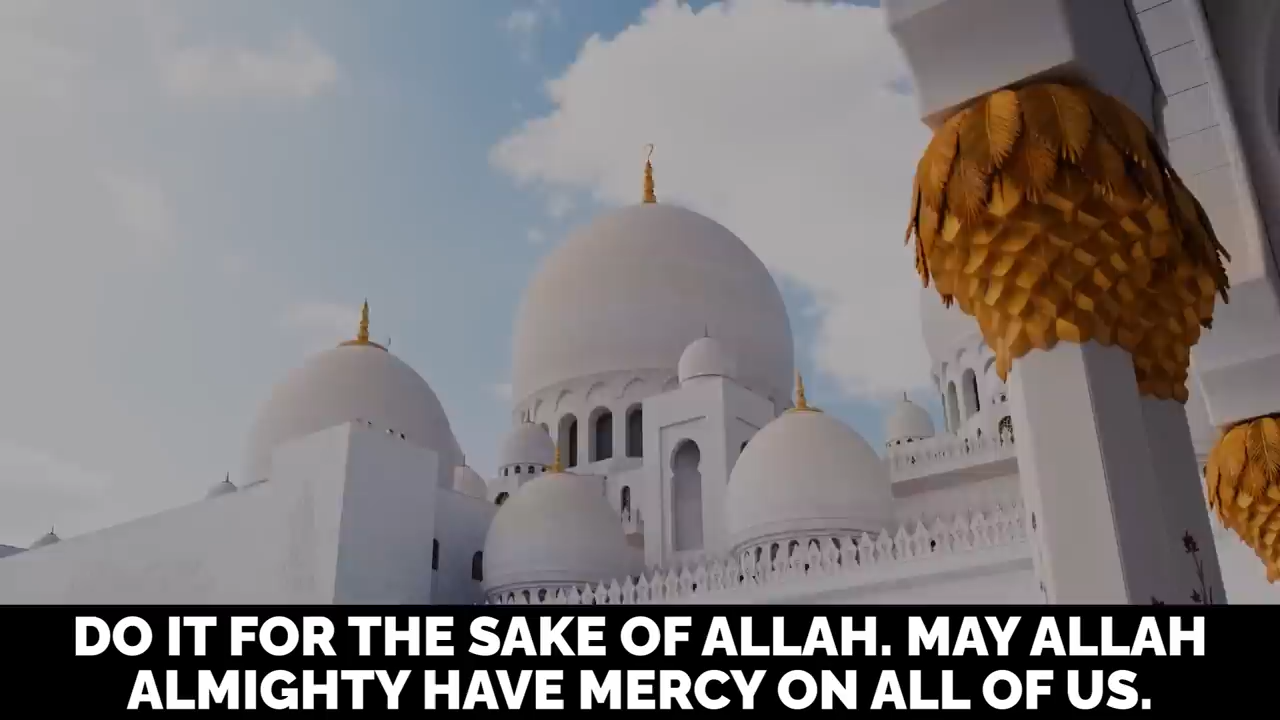 DO IT FOR THE SAKE OF ALLAH. MAY ALLAH
ALMIGHTY HAVE MERCY ON ALL OF US.